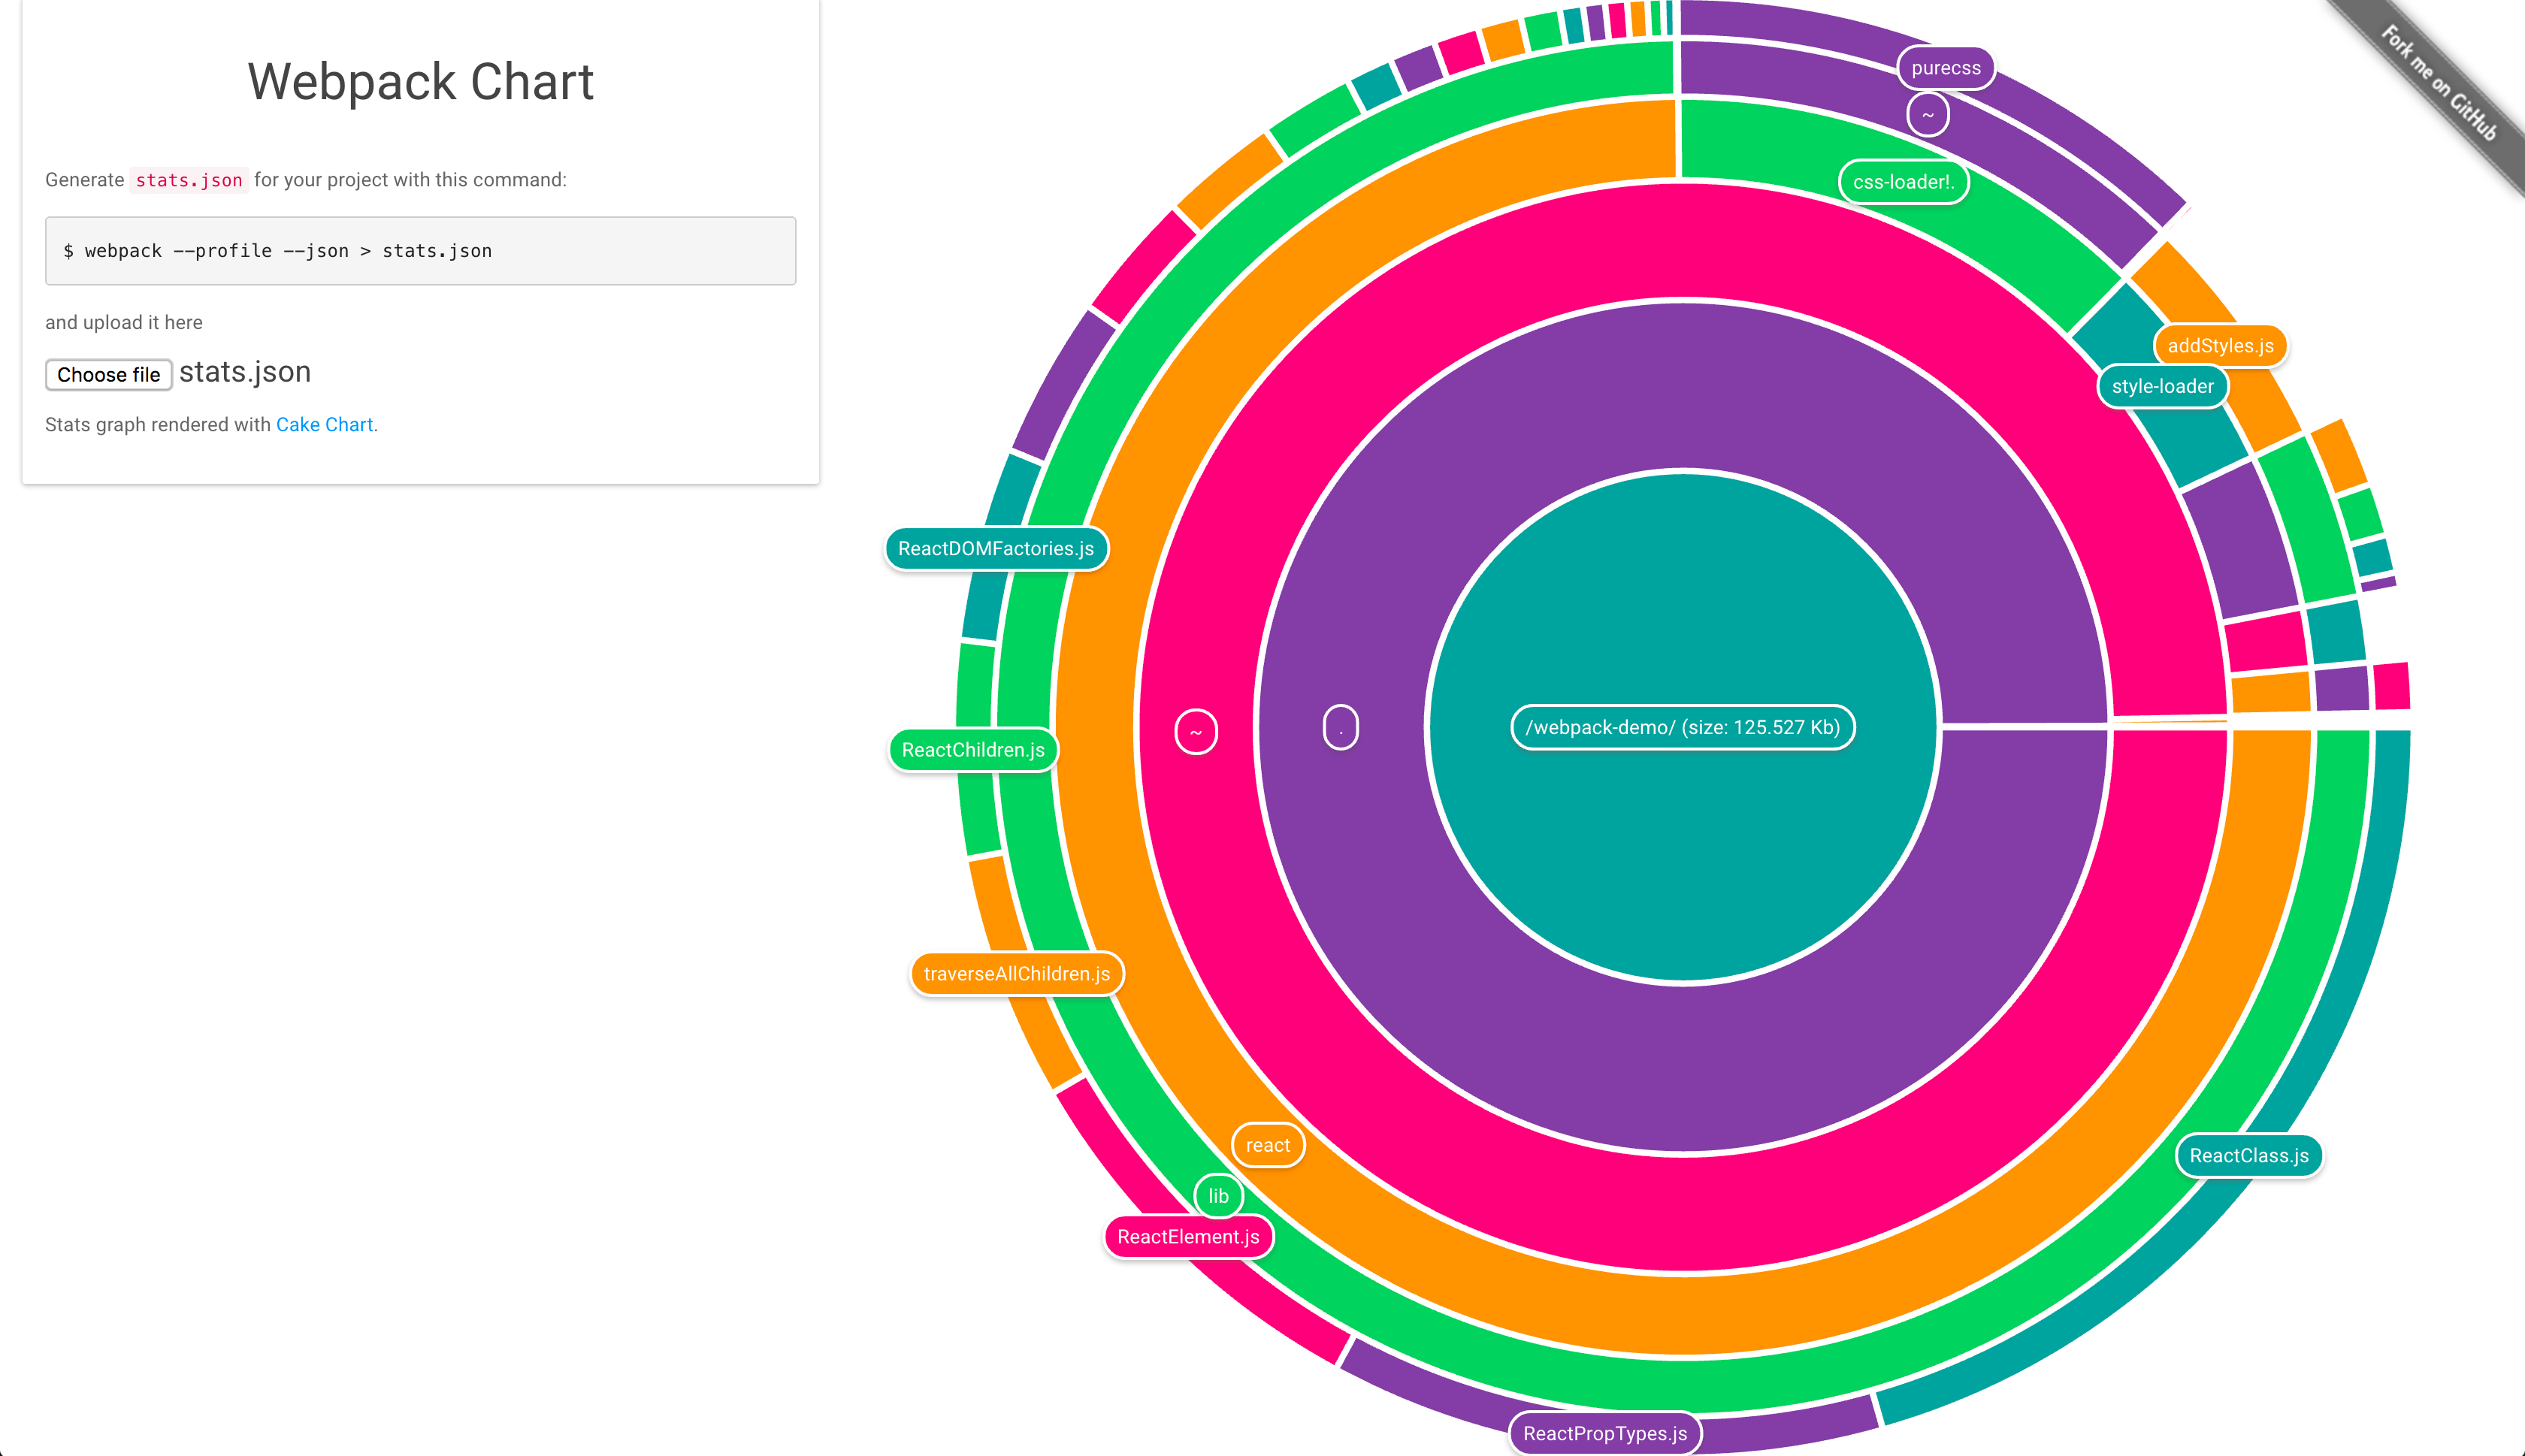 Webpack Chart
Generate stats.json for your project with this command:
$ webpack --profile --json > stats.json
and upload it here
Choose file stats.json
Stats graph rendered with Cake Chart.
Fork me on GitHub
purecss
~
css-loader!.
addStyles.js
style-loader
ReactDOMFactories.js
/webpack-demo/ (size: 125.527 Kb)
.
~
ReactChildren.js
traverseAllChildren.js
react
ReactClass.js
lib
ReactElement.js
ReactPropTypes.js